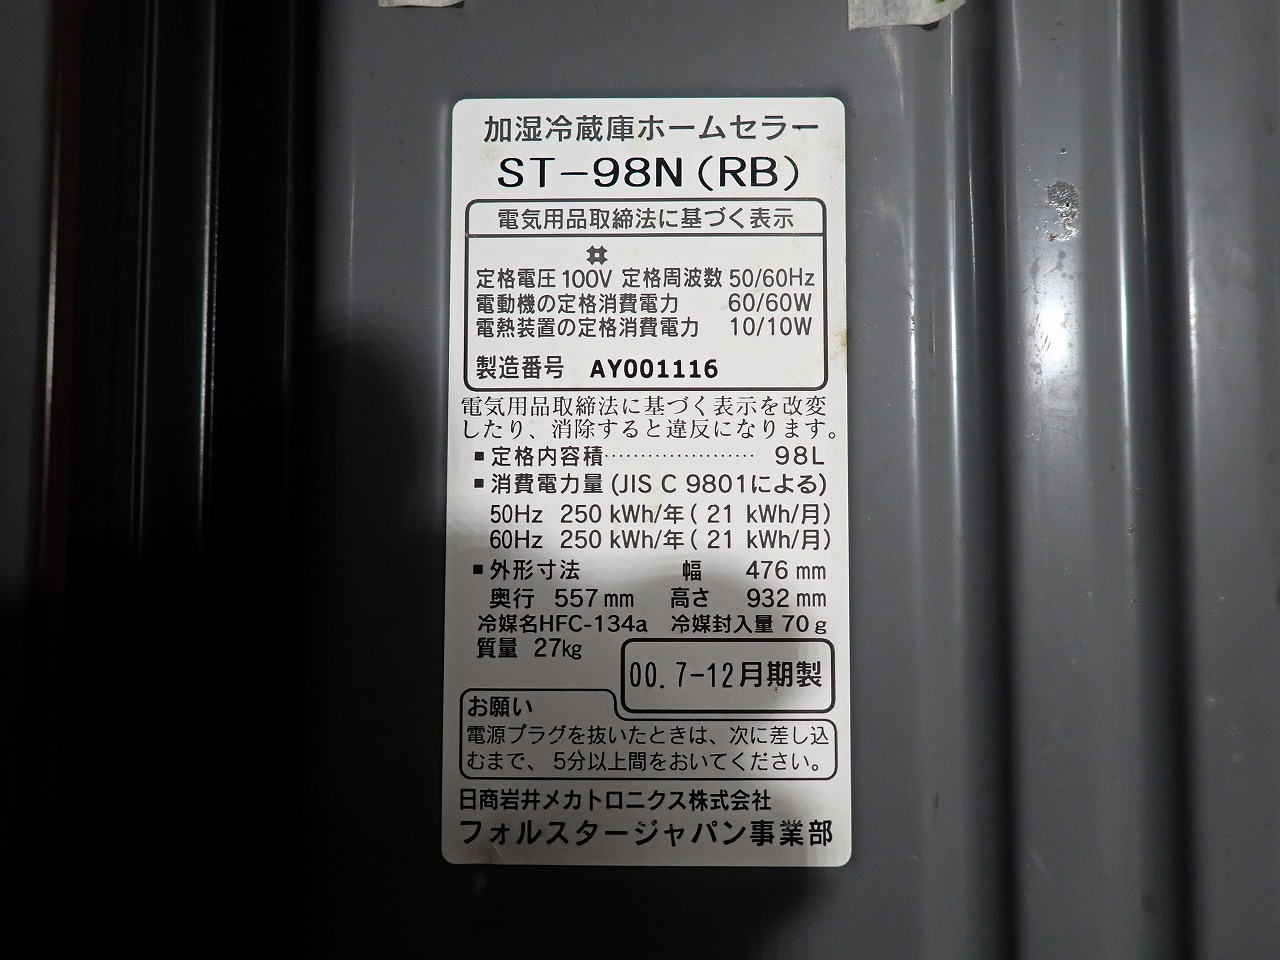 加湿冷蔵庫ホームセラー
ST-98N(RB)
電気用品取締法に基づく表示
定格電圧100V 定格周波数 50/60Hz
電動機の定格消費電力 60/60W
電熱装置の定格消費電力 10/10W
製造番号 AY001116
電気用品取締法に基づく表示を改変
したり、消除すると違反になります。
■定格内容積………………… 98L
■消費電力量(JIS C 9801による)
50Hz 250 kWh/年( 21 kWh/月)
60Hz 250 kWh/年( 21 kWh/月)
■外形寸法 幅 476 mm
奥行 557 mm 高さ 932 mm
冷媒名HFC-134a 冷媒封入量 70g
質量 27kg
00. 7-12月期製
お願い
電源プラグを抜いたときは、次に差し込
むまで、5分以上間をおいてください。
日商岩井メカトロニクス株式会社
フォルスタージャパン事業部